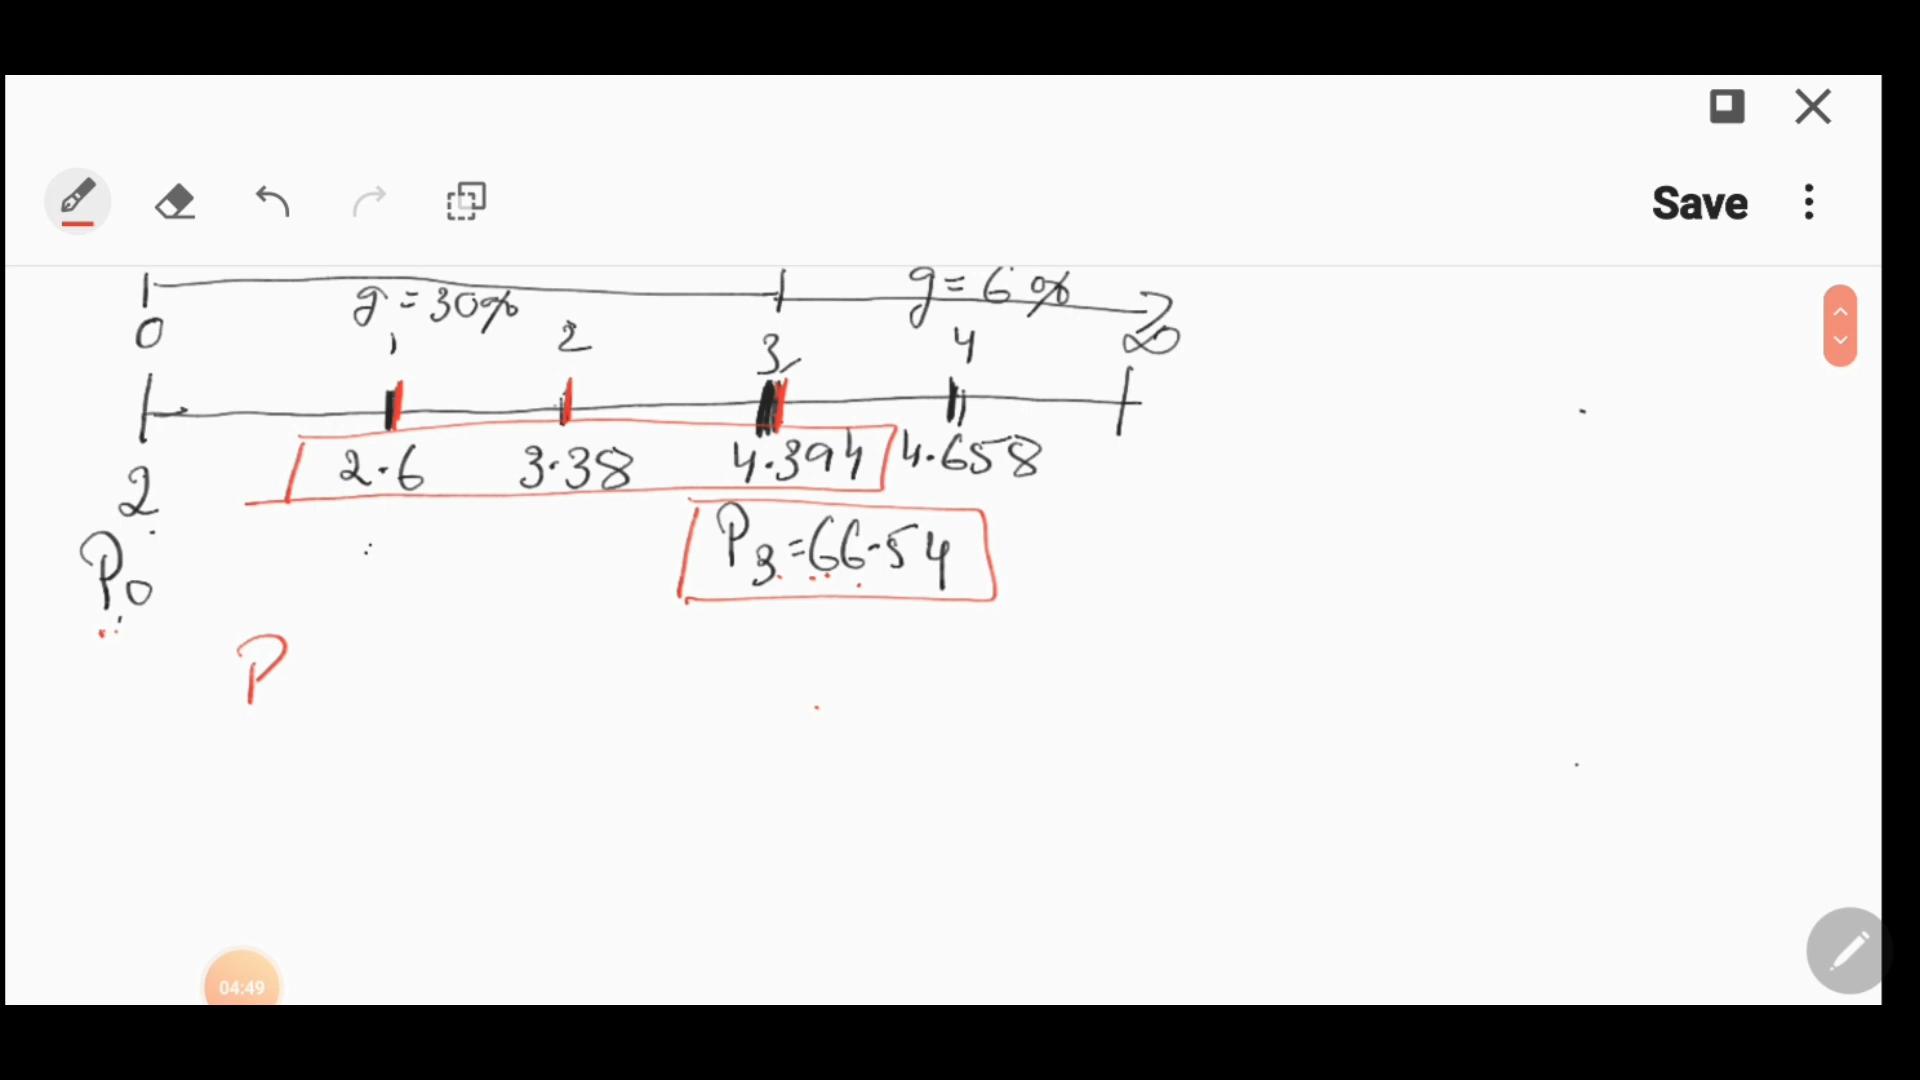 Save
g = 30% g = 6%
0 1 2 3 4 ∞
2 2.6 3.38 4.394 4.658
P0 P3 = 66.54
P
04:49